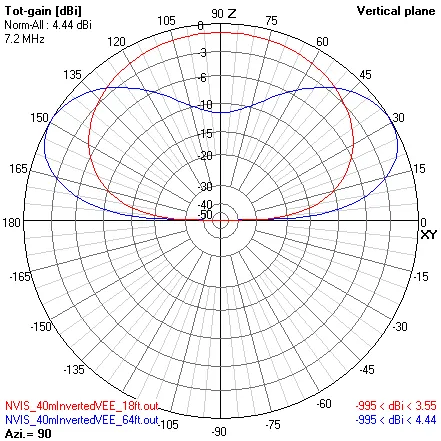 Tot-gain [dBi]
Norm-All : 4.44 dBi
7.2 MHz
Vertical plane
90 Z
105 75
120 60
135 45
150 30
165 15
180 0
XY
-165 -15
-150 -30
-135 -45
-120 -60
-105 -75
-90
0
-3
-6
-10
-15
-20
-30
-40
-50
NVIS_40mInvertedVEE_18ft.out -995 < dBi < 3.55
NVIS_40mInvertedVEE_64ft.out -995 < dBi < 4.44
Azi.= 90